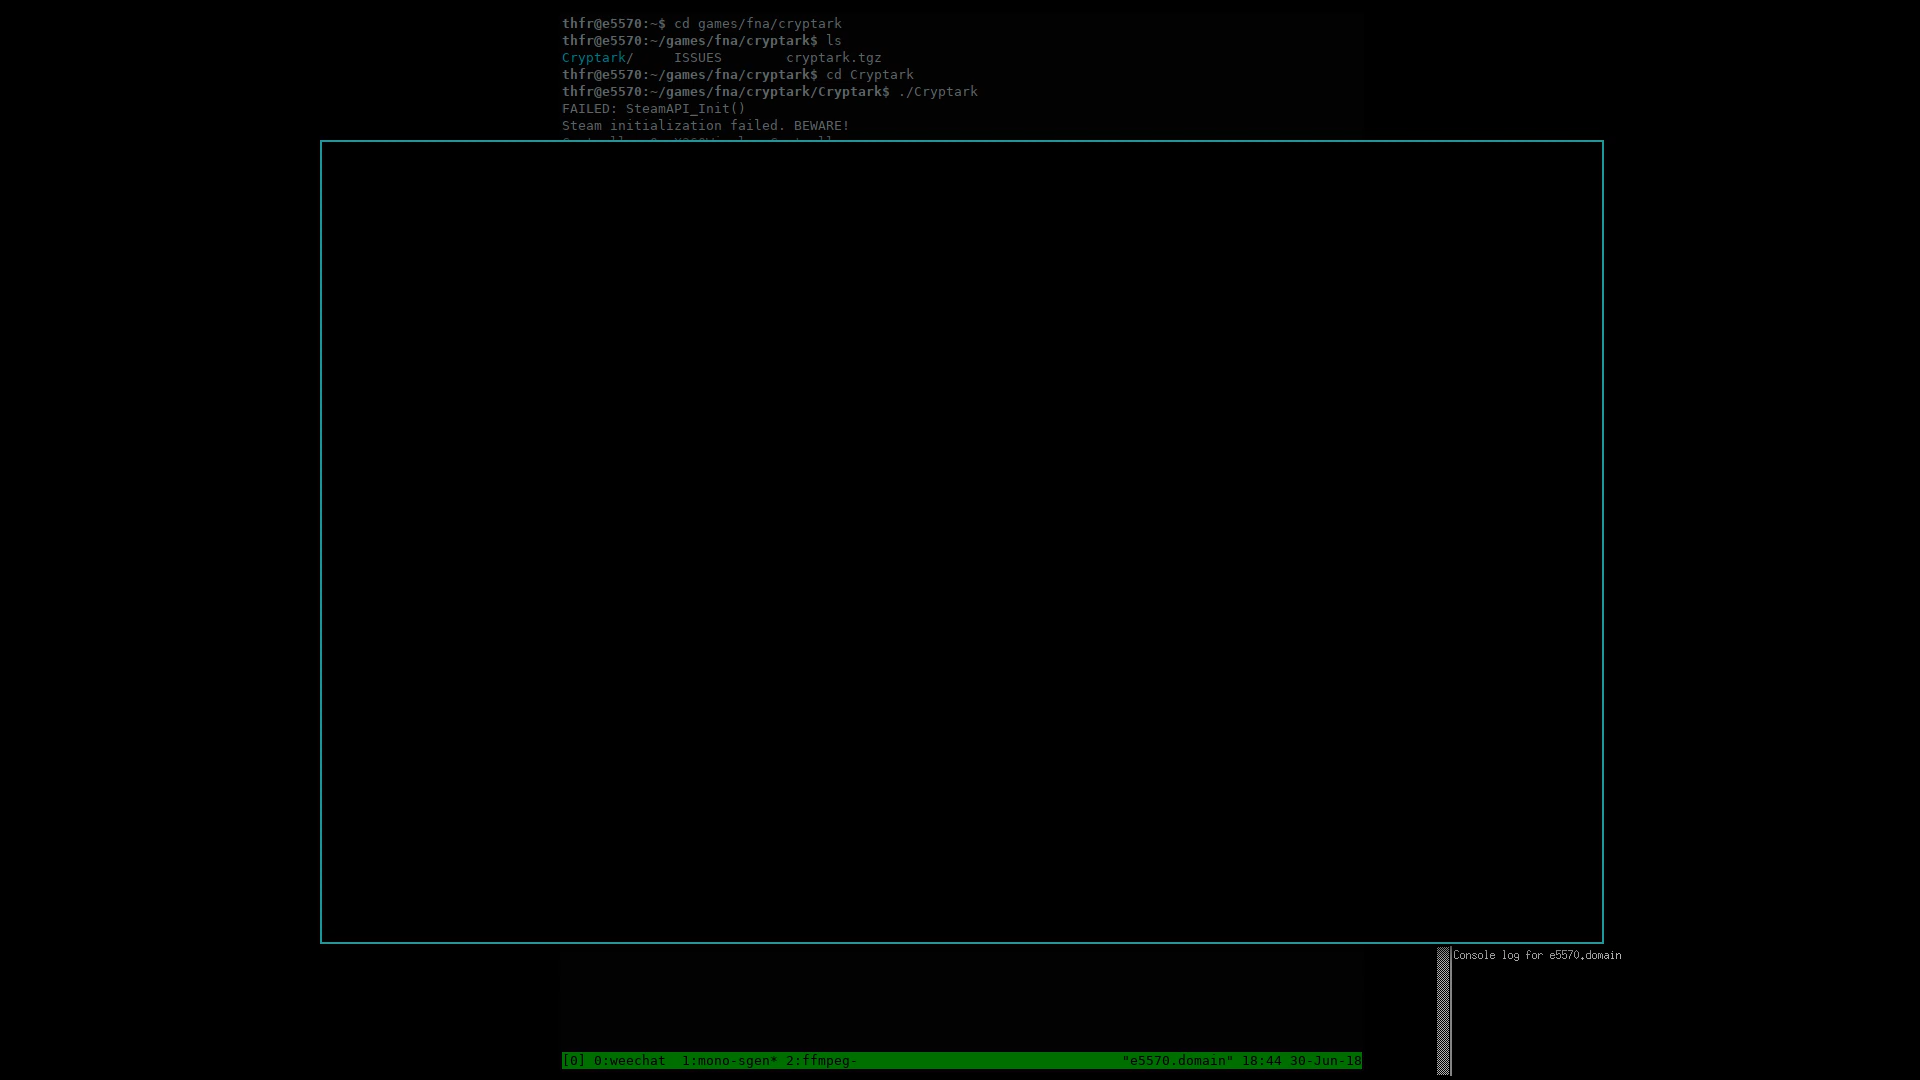 thfr@e5570:~$ cd games/fna/cryptark
thfr@e5570:~/games/fna/cryptark$ ls
Cryptark/     ISSUES        cryptark.tgz
thfr@e5570:~/games/fna/cryptark$ cd Cryptark
thfr@e5570:~/games/fna/cryptark/Cryptark$ ./Cryptark
FAILED: SteamAPI_Init()
Steam initialization failed. BEWARE!
Console log for e5570.domain
[0] 0:weechat  1:mono-sgen* 2:ffmpeg- "e5570.domain" 18:44 30-Jun-18